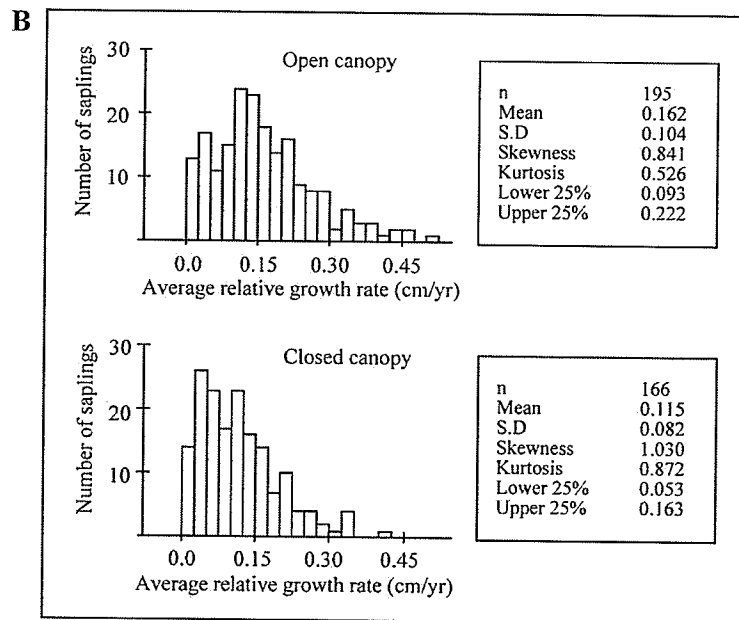 B
30
20
10
Number of saplings
Open canopy
0.0 0.15 0.30 0.45
Average relative growth rate (cm/yr)
n 195
Mean 0.162
S.D 0.104
Skewness 0.841
Kurtosis 0.526
Lower 25% 0.093
Upper 25% 0.222
30
20
10
Number of saplings
Closed canopy
0.0 0.15 0.30 0.45
Average relative growth rate (cm/yr)
n 166
Mean 0.115
S.D 0.082
Skewness 1.030
Kurtosis 0.872
Lower 25% 0.053
Upper 25% 0.163